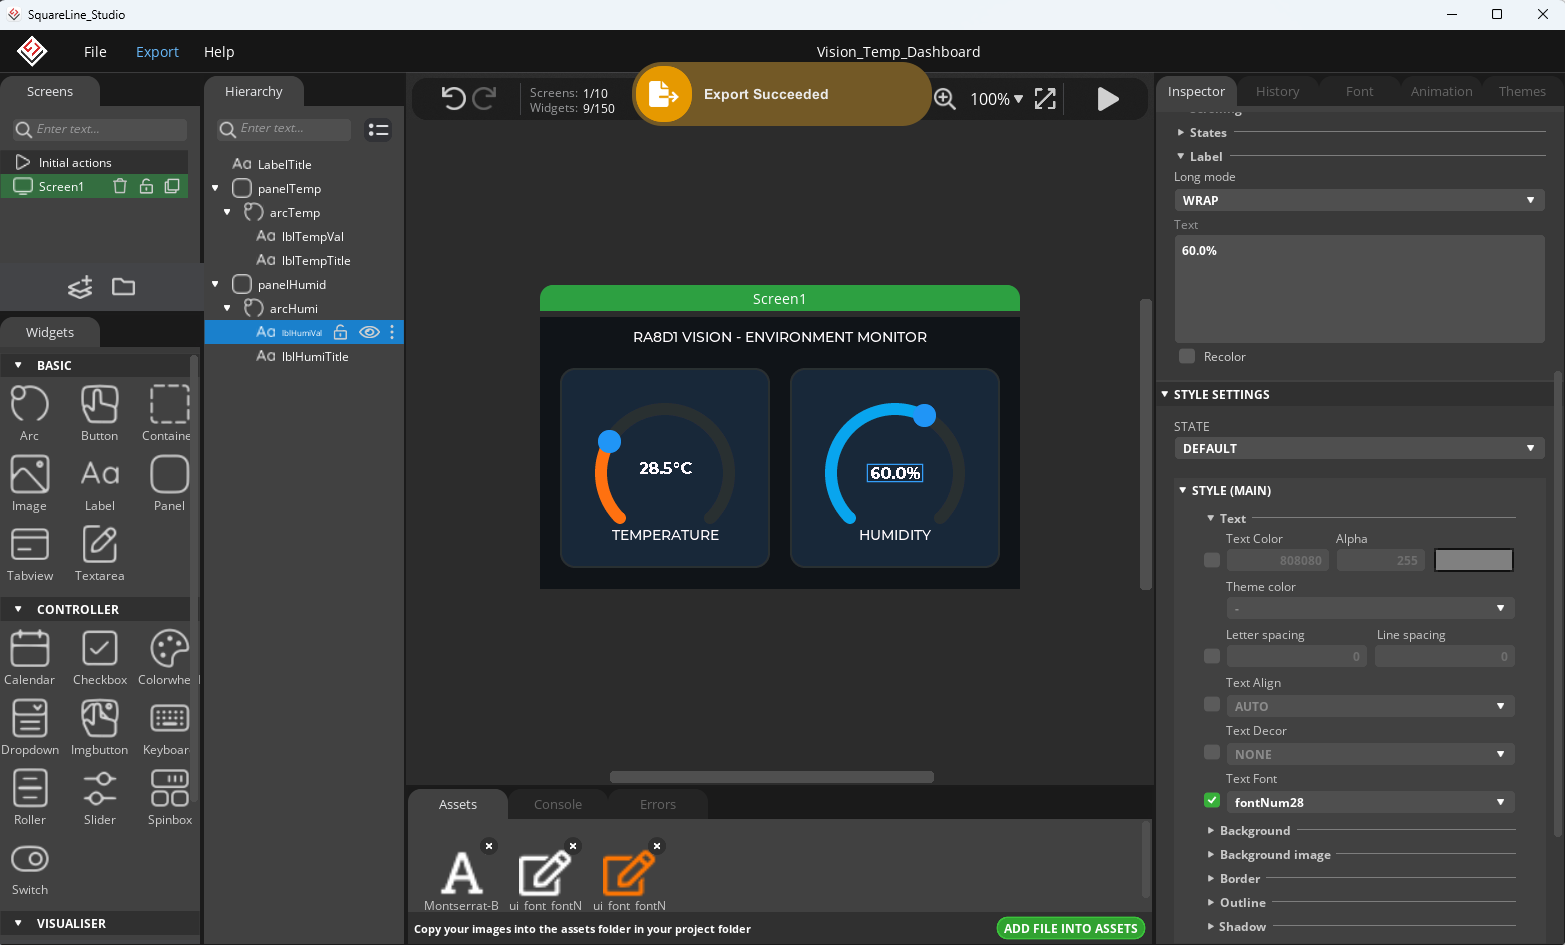 SquareLine_Studio
File Export Help
Vision_Temp_Dashboard
Screens
Enter text...
Initial actions
Screen1
Widgets
BASIC
Arc Button Containe
Image Label Panel
Tabview Textarea
CONTROLLER
Calendar Checkbox Colorwhe
Dropdown Imgbutton Keyboar
Roller Slider Spinbox
Switch
VISUALISER
Hierarchy
Enter text...
Aa LabelTitle
panelTemp
arcTemp
Aa lblTempVal
Aa lblTempTitle
panelHumid
arcHumi
Aa lblHumiVal
Aa lblHumiTitle
Screens: 1/10
Widgets: 9/150
Export Succeeded
100%
Screen1
RA8D1 VISION - ENVIRONMENT MONITOR
28.5°C
TEMPERATURE
60.0%
HUMIDITY
Assets Console Errors
Montserrat-B ui_font_fontN ui_font_fontN
Copy your images into the assets folder in your project folder
ADD FILE INTO ASSETS
Inspector History Font Animation Themes
Scrolling
States
Label
Long mode
WRAP
Text
60.0%
Recolor
STYLE SETTINGS
STATE
DEFAULT
STYLE (MAIN)
Text
Text Color Alpha
808080 255
Theme color
-
Letter spacing Line spacing
0 0
Text Align
AUTO
Text Decor
NONE
Text Font
fontNum28
Background
Background image
Border
Outline
Shadow